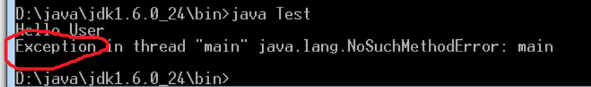 D:\java\jdk1.6.0_24\bin>java Test
Hello User
Exception in thread "main" java.lang.NoSuchMethodError: main
D:\java\jdk1.6.0_24\bin>